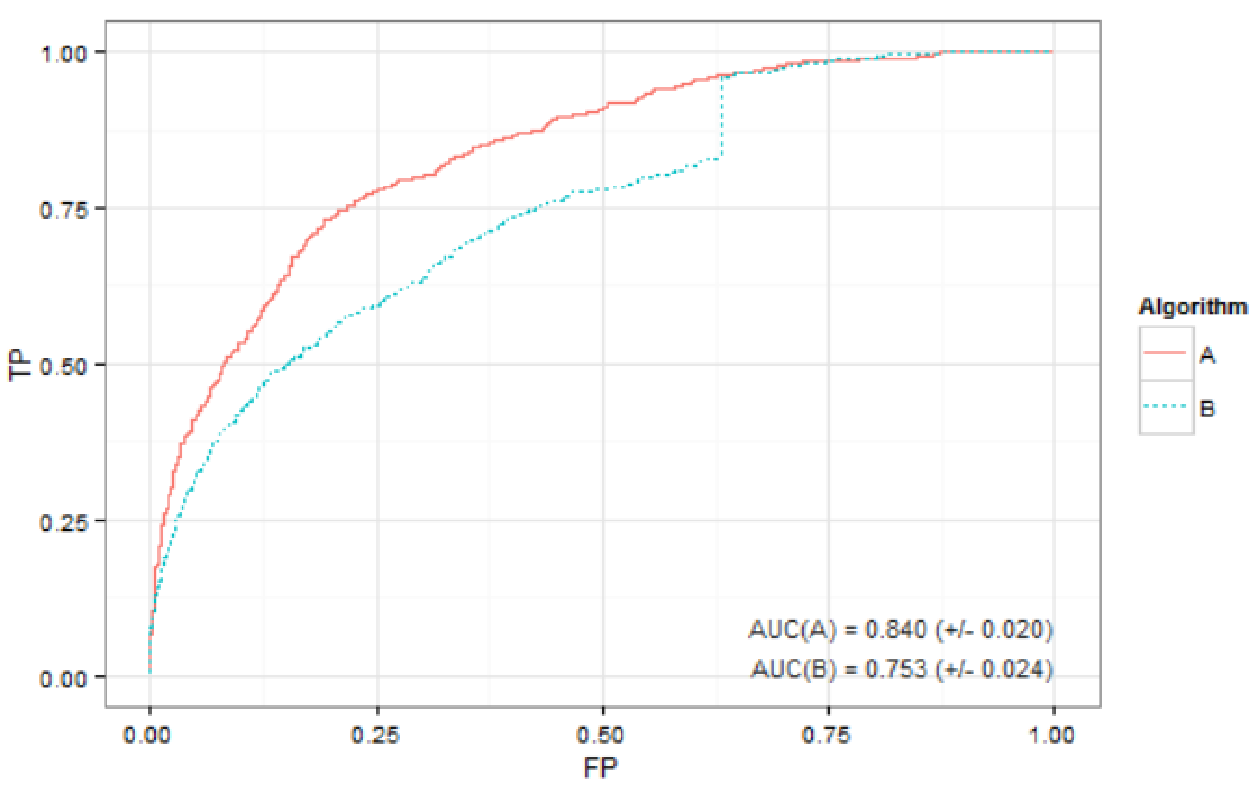 1.00
0.75
0.50
0.25
0.00
TP
0.00 0.25 0.50 0.75 1.00
FP
AUC(A) = 0.840 (+/- 0.020)
AUC(B) = 0.753 (+/- 0.024)
Algorithm
A
B